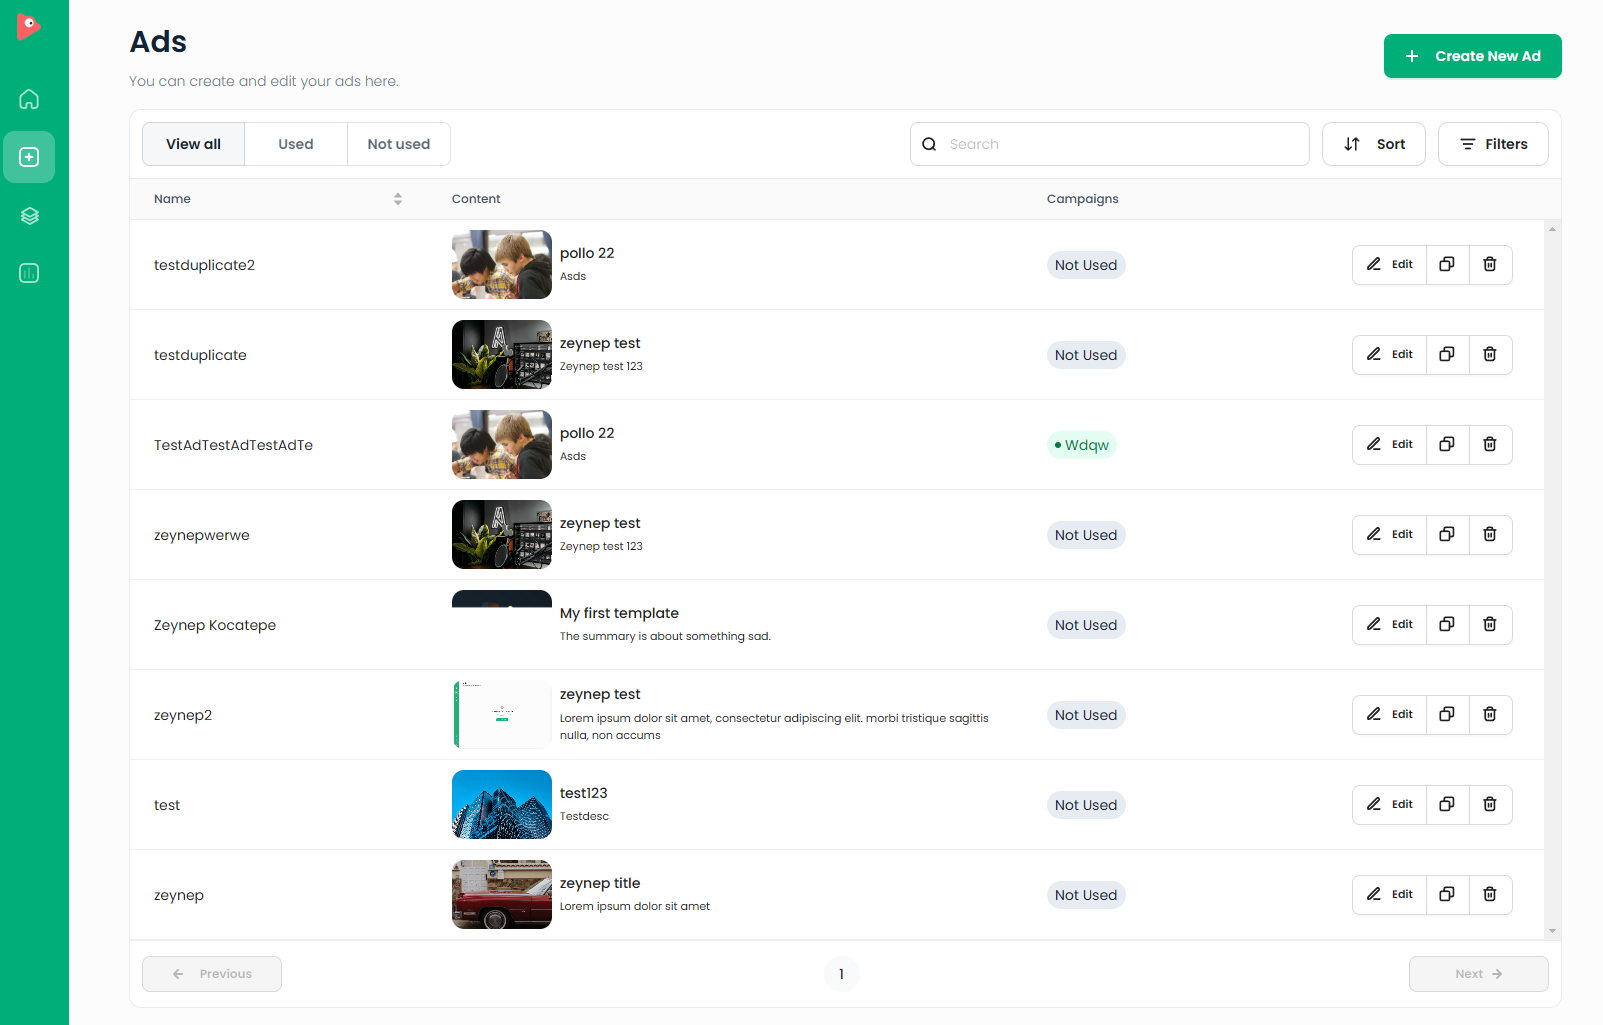 Ads
You can create and edit your ads here.
Create New Ad
View all
Used
Not used
Search
Sort
Filters
Name
Content
Campaigns
testduplicate2
pollo 22
Asds
Not Used
Edit
testduplicate
zeynep test
Zeynep test 123
Not Used
Edit
TestAdTestAdTestAdTe
pollo 22
Asds
Wdqw
Edit
zeynepwerwe
zeynep test
Zeynep test 123
Not Used
Edit
Zeynep Kocatepe
My first template
The summary is about something sad.
Not Used
Edit
zeynep2
zeynep test
Lorem ipsum dolor sit amet, consectetur adipiscing elit. morbi tristique sagittis
nulla, non accums
Not Used
Edit
test
test123
Testdesc
Not Used
Edit
zeynep
zeynep title
Lorem ipsum dolor sit amet
Not Used
Edit
Previous
1
Next